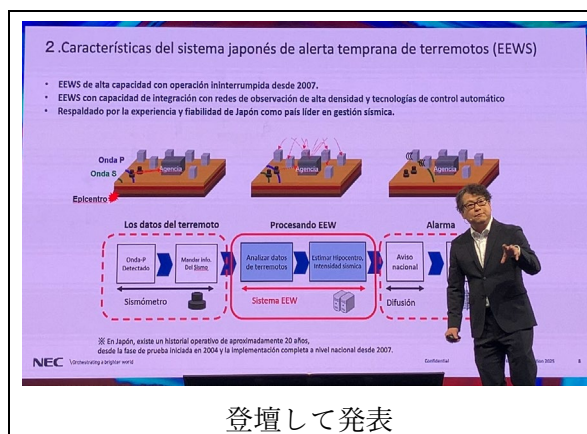 2.Características del sistema japonés de alerta temprana de terremotos (EEWS)
• EEWS de alta capacidad con operación ininterrumpida desde 2007.
• EEWS con capacidad de integración con redes de observación de alta densidad y tecnologías de control automático
• Respaldado por la experiencia y fiabilidad de Japón como país líder en gestión sísmica.
Onda P
Onda S
Epicentro
Agencia
Agencia
Agencia
Los datos del terremoto
Procesando EEW
Alarma
Onda-P
Detectado
Mandar info.
Del Sismo
Analizar datos
de terremotos
Estimar Hipocentro,
Intensidad sísmica
Aviso
nacional
Sismómetro
Sistema EEW
Difusión
※ En Japón, existe un historial operativo de aproximadamente 20 años,
desde la fase de prueba iniciada en 2004 y la implementación completa a nivel nacional desde 2007.
NEC \Orchestrating a brighter world
Confidential
2025
8
登壇して発表